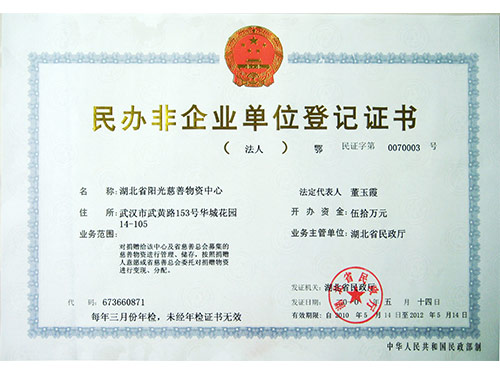 民办非企业单位登记证书
（ 法人 ） 鄂 民证字第 0070003 号
名称：湖北省阳光慈善物资中心
住所：武汉市武黄路153号华城花园
14-105
业务范围：
对捐赠给该中心及省慈善总会募集的
慈善物资进行管理、储存。按照捐赠
人意愿或省慈善总会委托对捐赠物资
进行变现、分配。
法定代表人 董玉霞
开办资金：伍拾万元
业务主管单位：湖北省民政厅
发证机关：湖北省民政厅
发证日期： 五月十四日
有效期限：自2010年5月14日至2012年5月14日
代码：673660871
每年三月份年检，未经年检证书无效
中华人民共和国民政部制